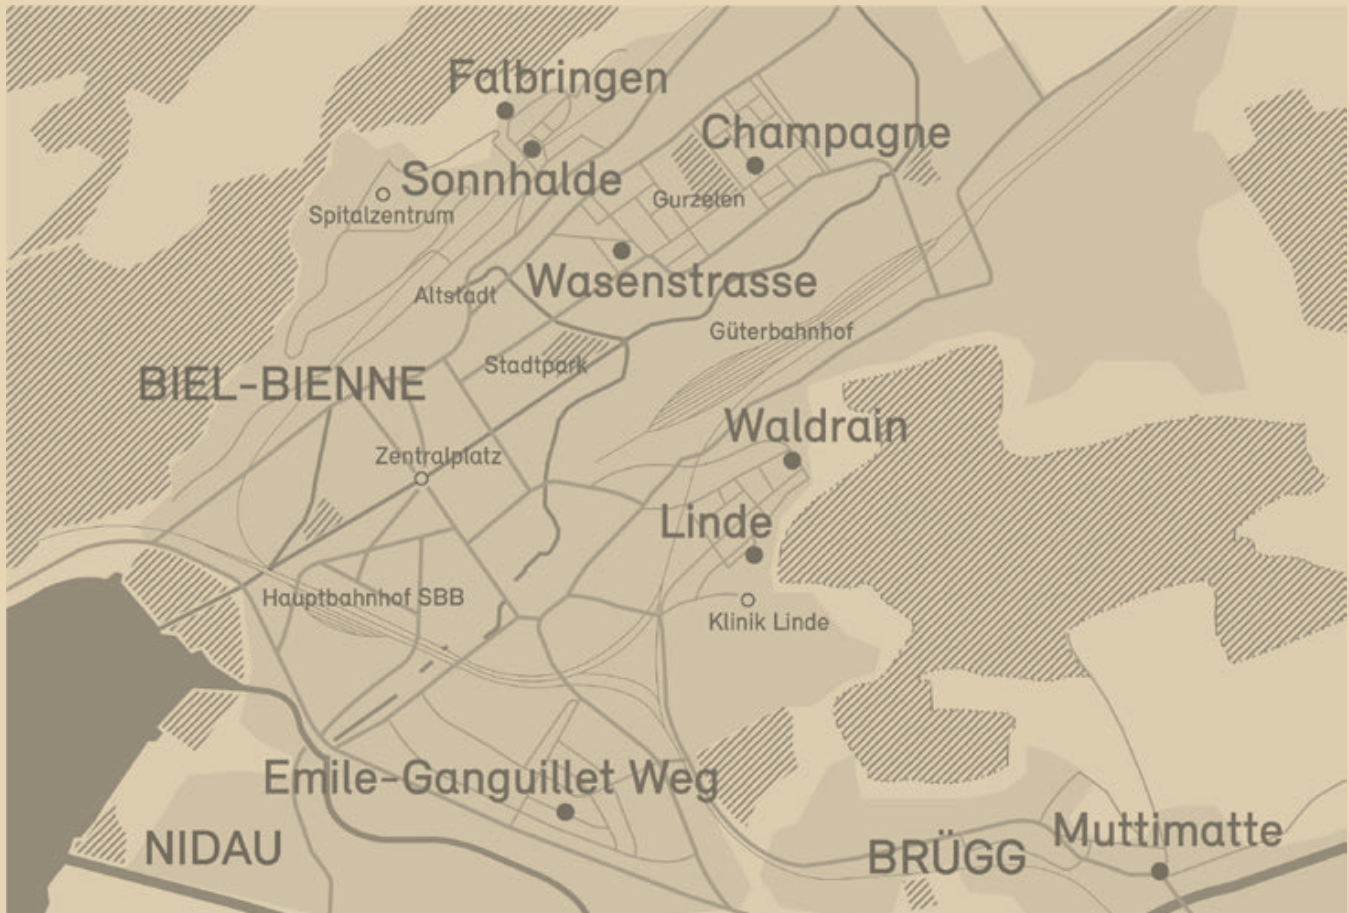 Falbringen
Champagne
Sonnhalde
Gurzelen
Spitalzentrum
Wasenstrasse
Altstadt
Güterbahnhof
Stadtpark
BIEL-BIENNE
Waldrain
Zentralplatz
Linde
Hauptbahnhof SBB
Klinik Linde
Emile-Ganguillet Weg
Muttimatte
NIDAU
BRÜGG